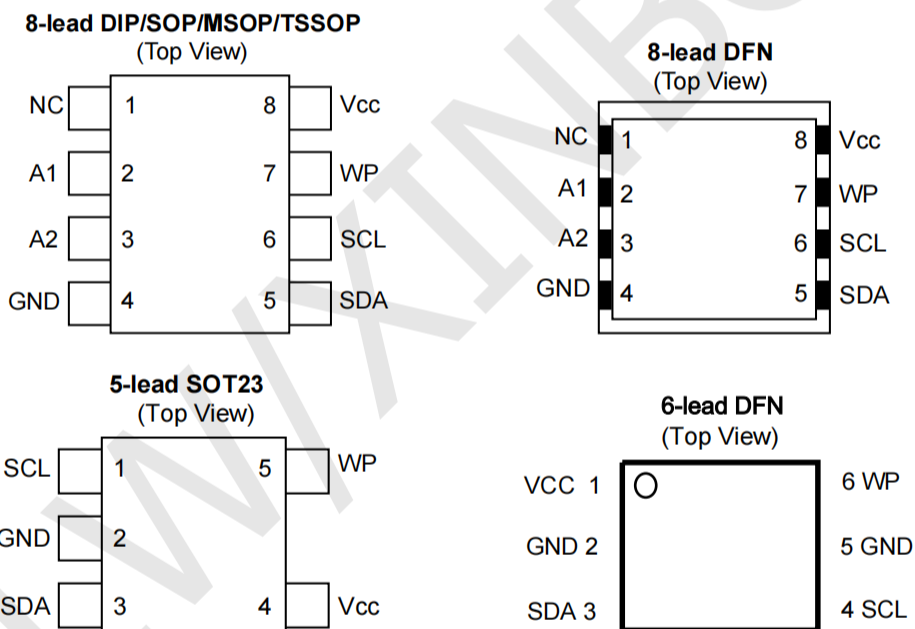 8-lead DIP/SOP/MSOP/TSSOP
(Top View)
NC 1 8 Vcc
A1 2 7 WP
A2 3 6 SCL
GND 4 5 SDA
8-lead DFN
(Top View)
NC 1 8 Vcc
A1 2 7 WP
A2 3 6 SCL
GND 4 5 SDA
5-lead SOT23
(Top View)
SCL 1 5 WP
GND 2
SDA 3 4 Vcc
6-lead DFN
(Top View)
VCC 1 6 WP
GND 2 5 GND
SDA 3 4 SCL